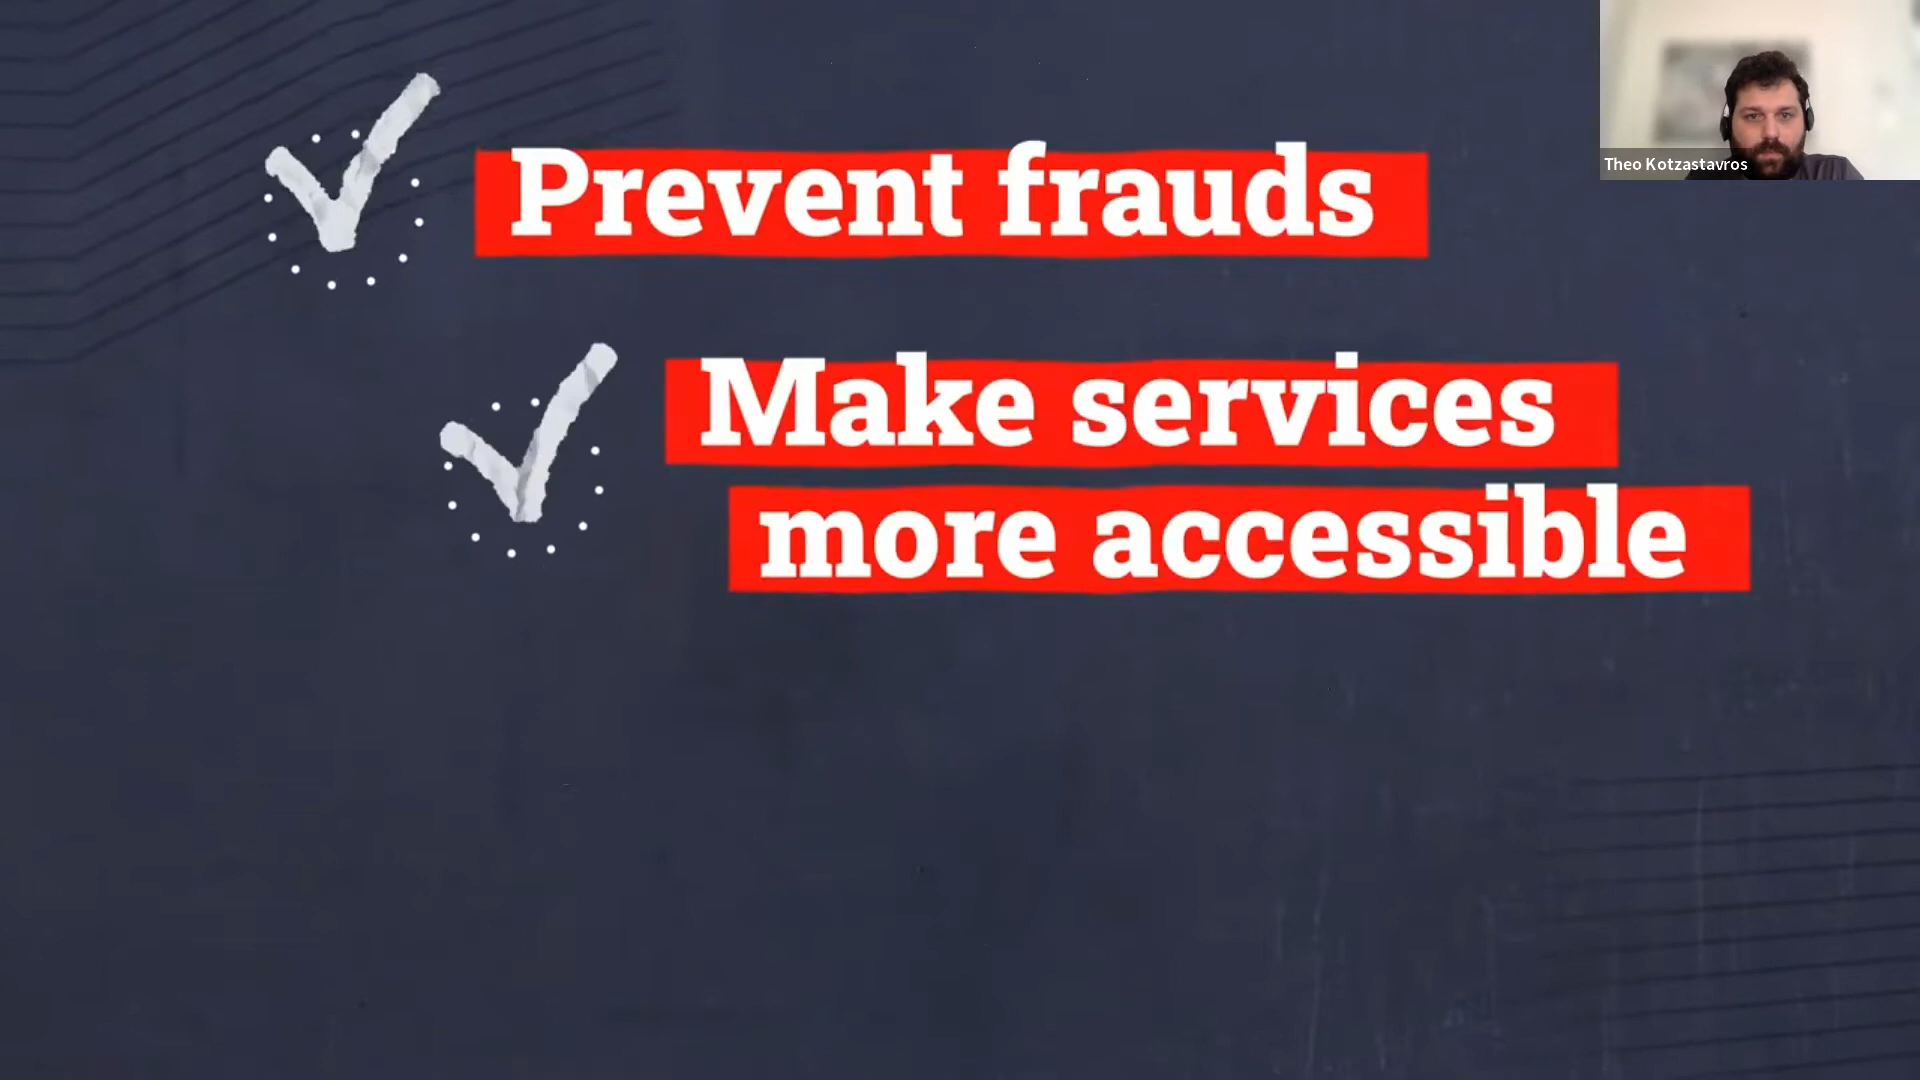 Prevent frauds
Make services
more accessible
Theo Kotzastavros